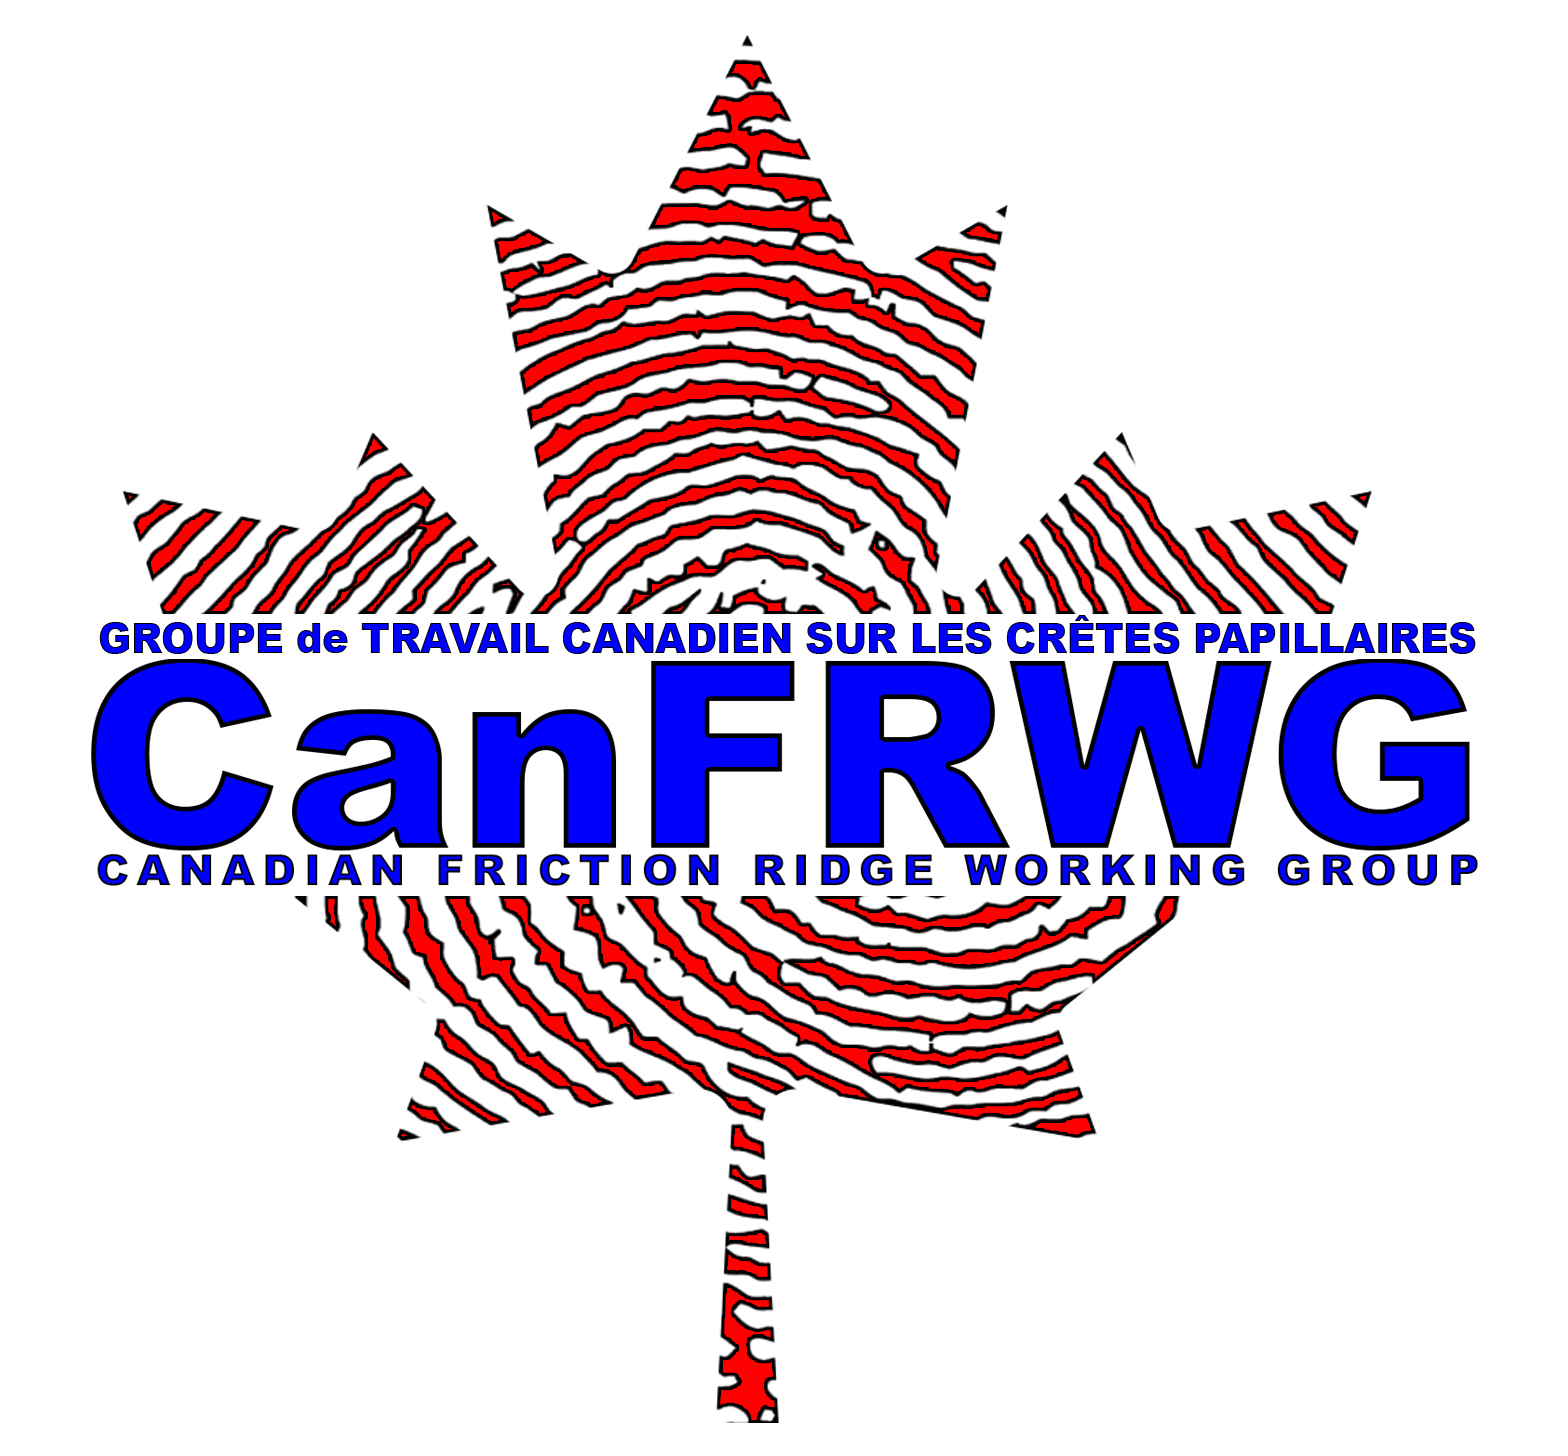 GROUPE de TRAVAIL CANADIEN SUR LES CRÊTES PAPILLAIRES
CanFRWG
CANADIAN FRICTION RIDGE WORKING GROUP